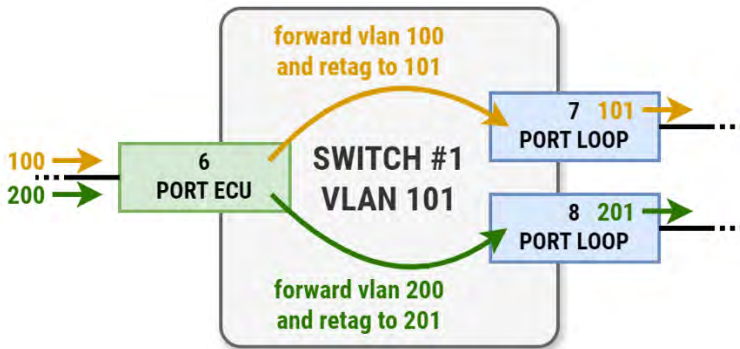 forward vlan 100
and retag to 101
7 101
PORT LOOP
100
200
6
PORT ECU
SWITCH #1
VLAN 101
8 201
PORT LOOP
forward vlan 200
and retag to 201